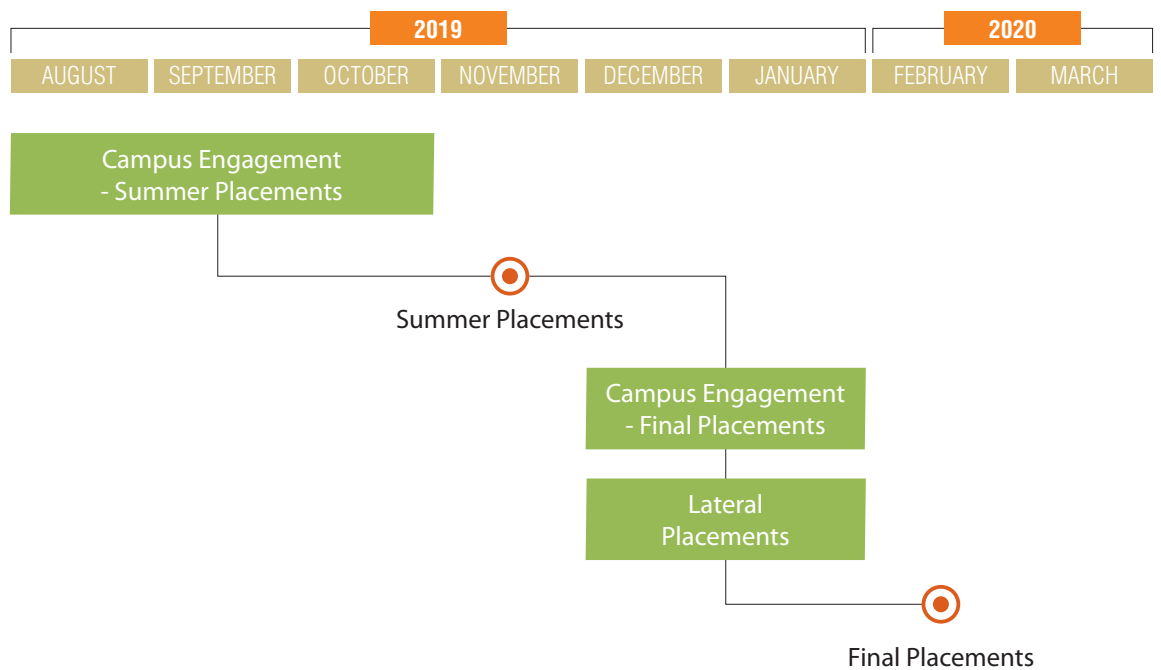 2019
2020
AUGUST
SEPTEMBER
OCTOBER
NOVEMBER
DECEMBER
JANUARY
FEBRUARY
MARCH
Campus Engagement
- Summer Placements
Summer Placements
Campus Engagement
- Final Placements
Lateral
Placements
Final Placements